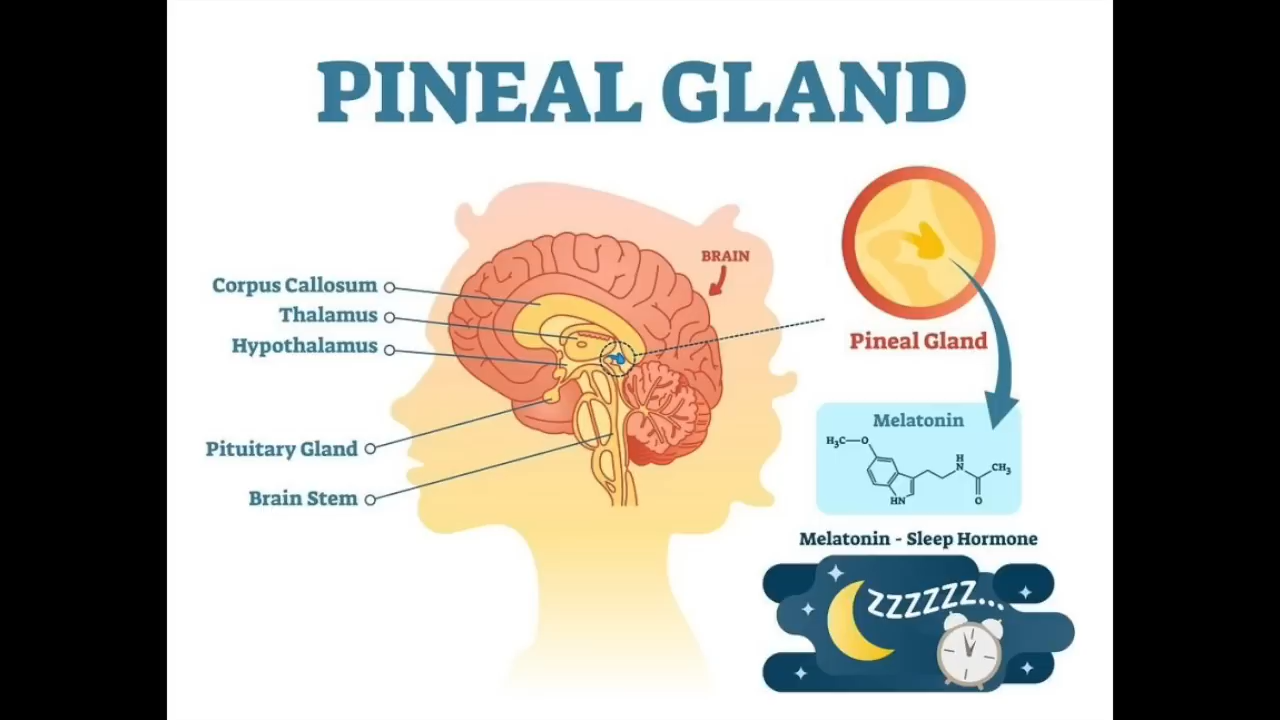 PINEAL GLAND
BRAIN
Corpus Callosum
Thalamus
Hypothalamus
Pituitary Gland
Brain Stem
Pineal Gland
Melatonin
H₃C—O
H
N
CH₃
HN
O
Melatonin - Sleep Hormone
ZZZZZZ...